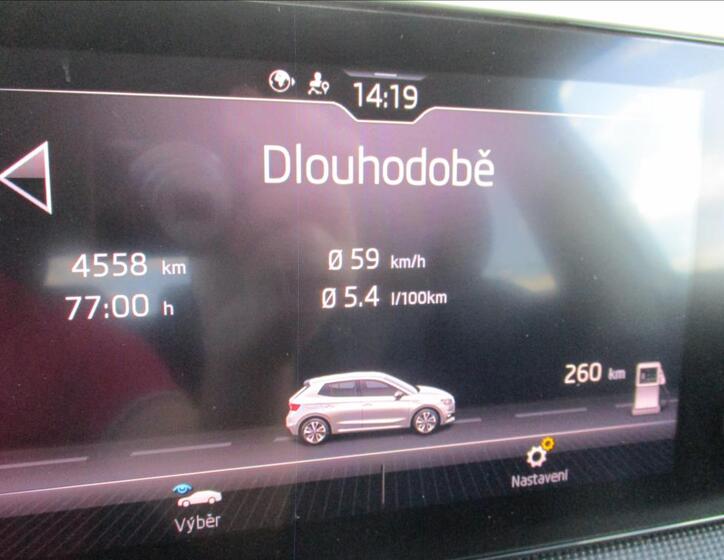 14:19
Dlouhodobě
4558 km
Ø 59 km/h
77:00 h
Ø 5.4 l/100km
260 km
Výběr
Nastavení